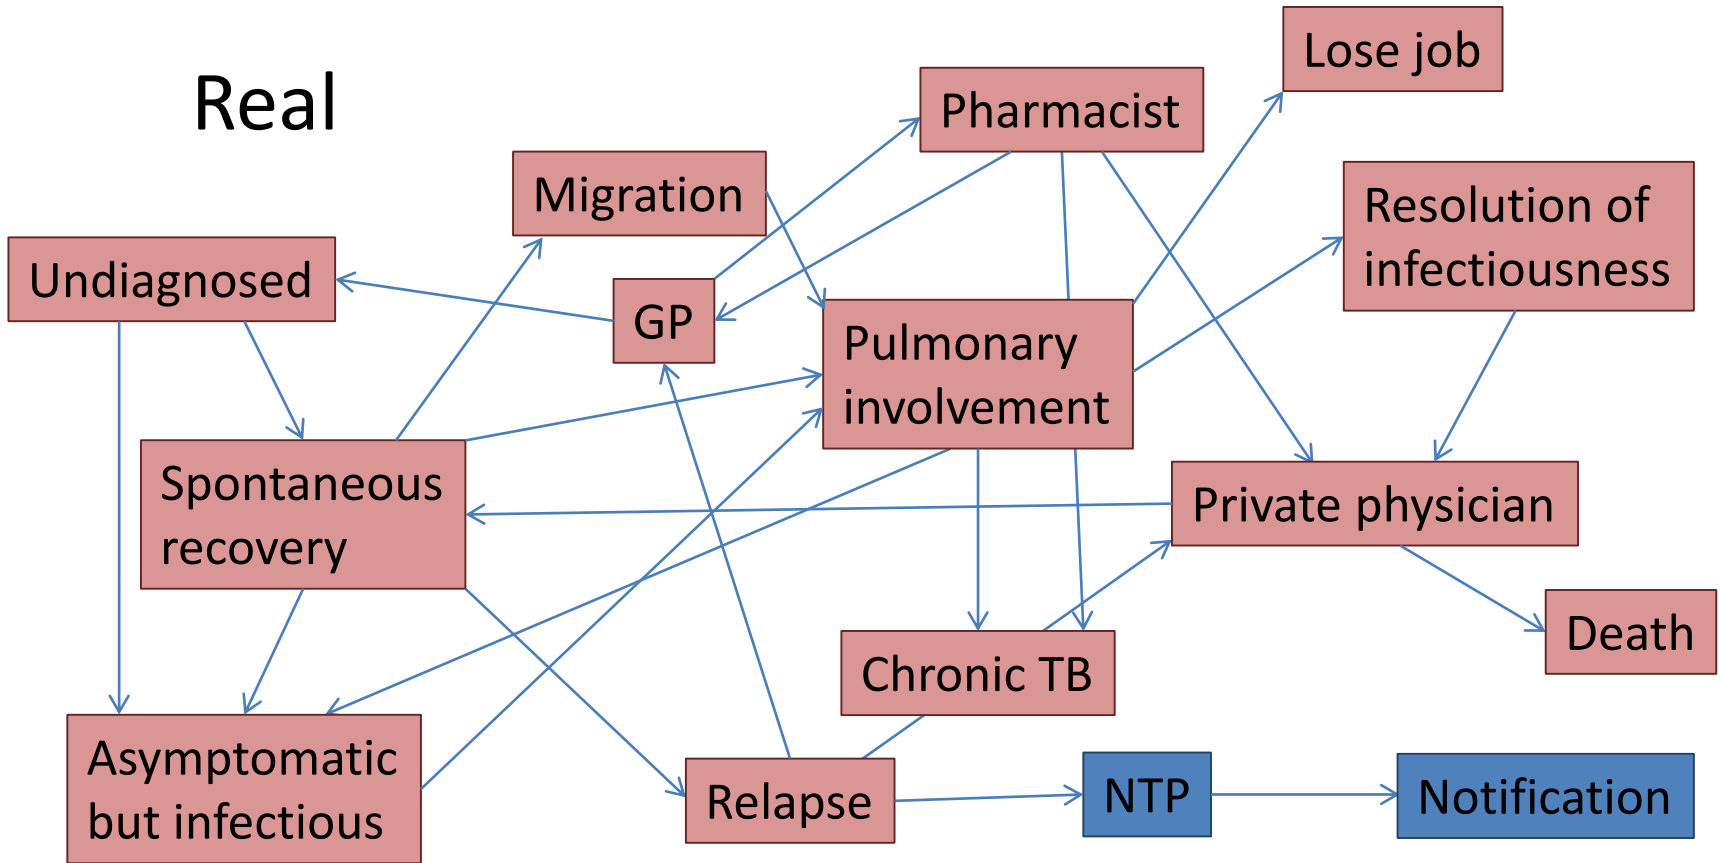 Real
Lose job
Pharmacist
Migration
Resolution of
infectiousness
Undiagnosed
GP
Pulmonary
involvement
Spontaneous
recovery
Private physician
Death
Chronic TB
Asymptomatic
but infectious
Relapse
NTP
Notification